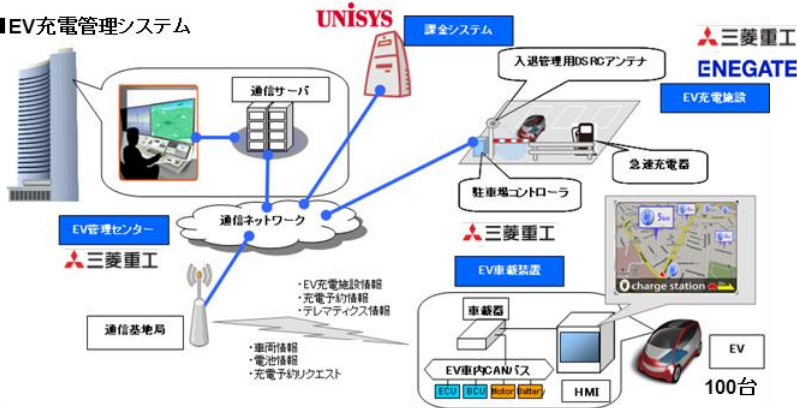 EV充電管理システム
UNISYS
課金システム
三菱重工
ENEGATE
EV充電施設
入退管理用DSRCアンテナ
通信サーバ
急速充電器
駐車場コントローラ
通信ネットワーク
EV管理センター
三菱重工
三菱重工
EV車載装置
5km
charge station
・EV充電施設情報
・充電予約情報
・テレマティクス情報
通信基地局
・車両情報
・電池情報
・充電予約リクエスト
車載器
EV車内CANバス
ECU
BCU
Motor
Battery
HMI
EV
100台